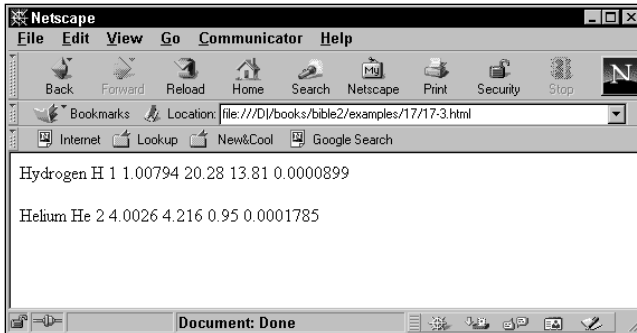 Netscape
File Edit View Go Communicator Help
My
N
Back Forward Reload Home Search Netscape Print Security Stop
Bookmarks Location: file:///D|/books/bible2/examples/17/17-3.html
Internet Lookup New&Cool Google Search
Hydrogen H 1 1.00794 20.28 13.81 0.0000899
Helium He 2 4.0026 4.216 0.95 0.0001785
Document: Done